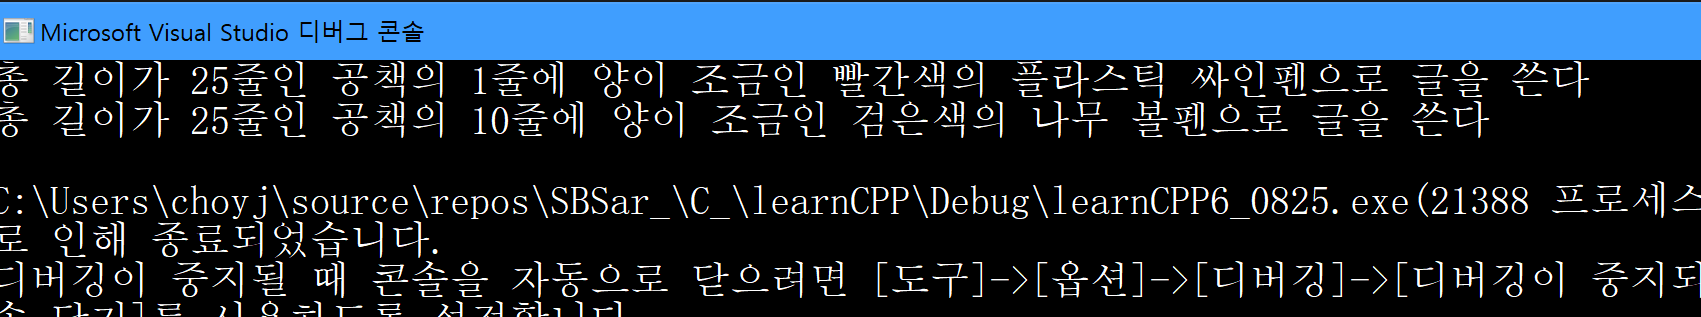 Microsoft Visual Studio 디버그 콘솔
총 길이가 25줄인 공책의 1줄에 양이 조금인 빨간색의 플라스틱 싸인펜으로 글을 쓴다
총 길이가 25줄인 공책의 10줄에 양이 조금인 검은색의 나무 볼펜으로 글을 쓴다
C:\Users\choyj\source\repos\SBSar_\C_\learnCPP\Debug\learnCPP6_0825.exe(21388 프로세스
로 인해 종료되었습니다.
디버깅이 중지될 때 콘솔을 자동으로 닫으려면 [도구]->[옵션]->[디버깅]->[디버깅이 중지되